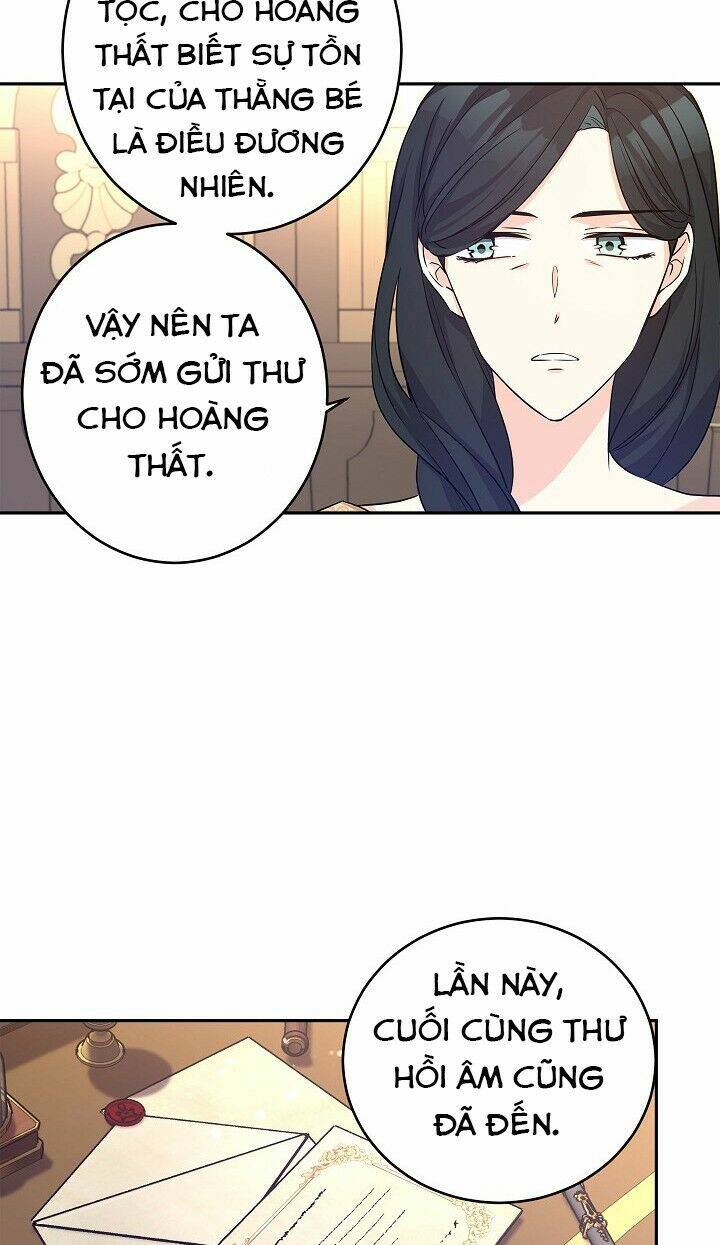 TỘC, CHO HOÀNG
THẤT BIẾT SỰ TỒN
TẠI CỦA THẰNG BÉ
LÀ ĐIỀU ĐƯƠNG
NHIÊN.
VẬY NÊN TA
ĐÃ SỚM GỬI THƯ
CHO HOÀNG
THẤT.
LẦN NÀY,
CUỐI CÙNG THƯ
HỒI ÂM CŨNG
ĐÃ ĐẾN.